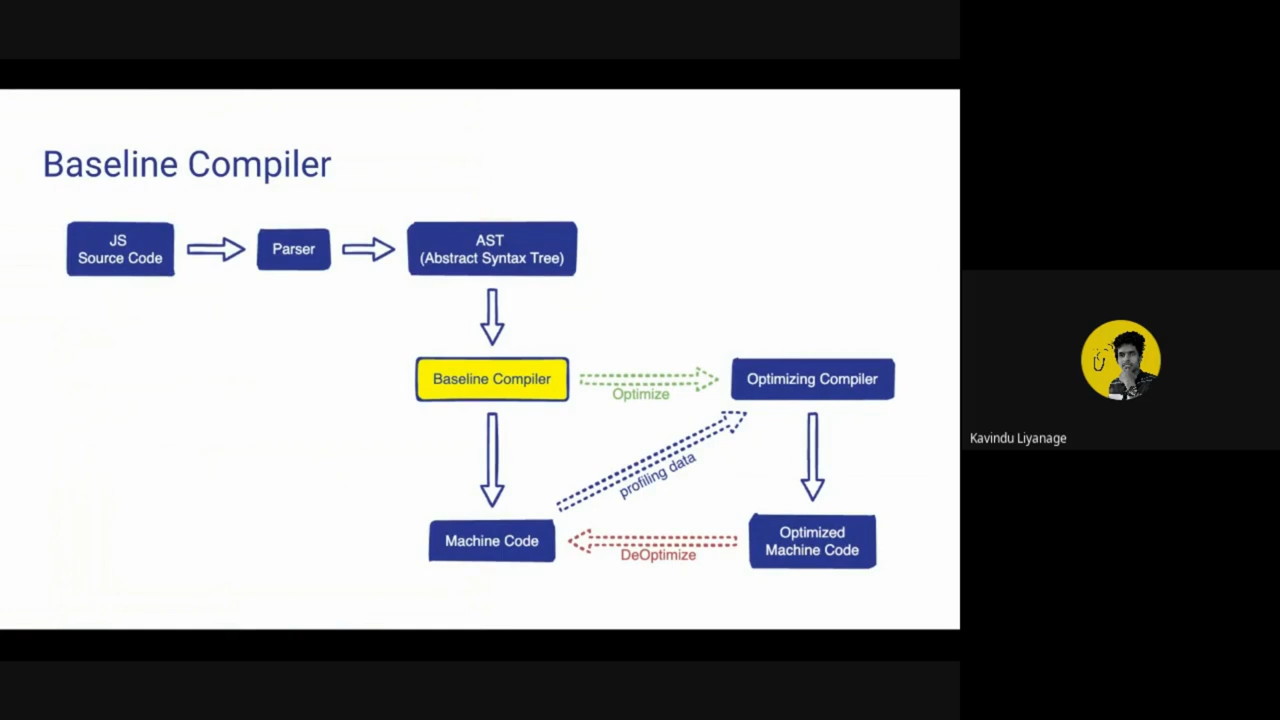 Baseline Compiler
JS
Source Code
Parser
AST
(Abstract Syntax Tree)
Baseline Compiler
Optimize
Optimizing Compiler
profiling data
Machine Code
DeOptimize
Optimized
Machine Code
Kavindu Liyanage